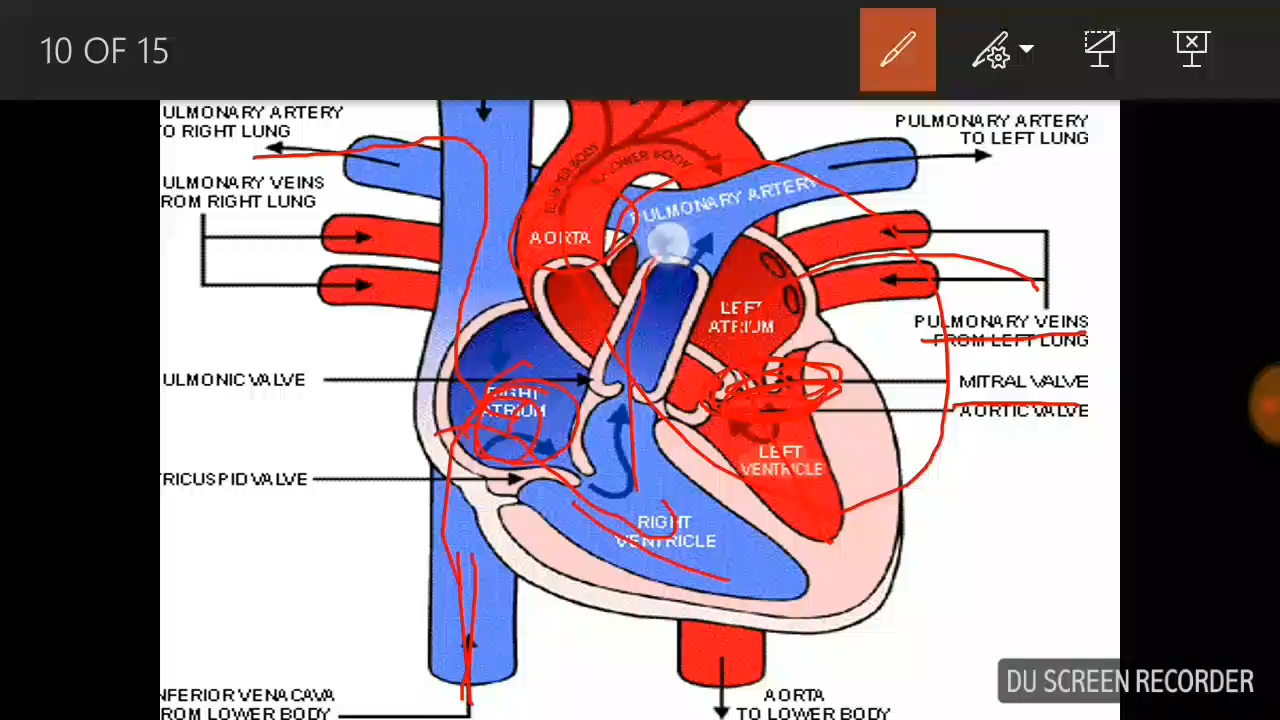 10 OF 15
ULMONARY ARTERY
O RIGHT LUNG
PULMONARY ARTERY
TO LEFT LUNG
ULMONARY VEINS
ROM RIGHT LUNG
TO LOWER BODY
PULMONARY ARTERY
AORTA
LEFT
ATRIUM
PULMONARY VEINS
FROM LEFT LUNG
ULMONIC VALVE
MITRAL VALVE
RIGHT
ATRIUM
AORTIC VALVE
LEFT
VENTRICLE
TRICUSPID VALVE
RIGHT
VENTRICLE
NFERIOR VENA CAVA
ROM LOWER BODY
AORTA
TO LOWER BODY
DU SCREEN RECORDER